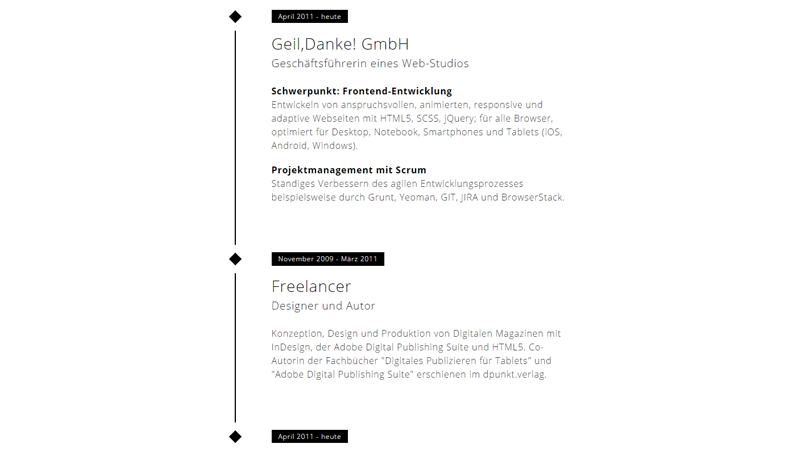 April 2011 - heute
Geil,Danke! GmbH
Geschäftsführerin eines Web-Studios
Schwerpunkt: Frontend-Entwicklung
Entwickeln von anspruchsvollen, animierten, responsive und
adaptive Webseiten mit HTML5, SCSS, jQuery; für alle Browser,
optimiert für Desktop, Notebook, Smartphones und Tablets (iOS,
Android, Windows).
Projektmanagement mit Scrum
Ständiges Verbessern des agilen Entwicklungsprozesses
beispielsweise durch Grunt, Yeoman, GIT, JIRA und BrowserStack.
November 2009 - März 2011
Freelancer
Designer und Autor
Konzeption, Design und Produktion von Digitalen Magazinen mit
InDesign, der Adobe Digital Publishing Suite und HTML5. Co-
Autorin der Fachbücher "Digitales Publizieren für Tablets" und
"Adobe Digital Publishing Suite" erschienen im dpunkt.verlag.
April 2011 - heute